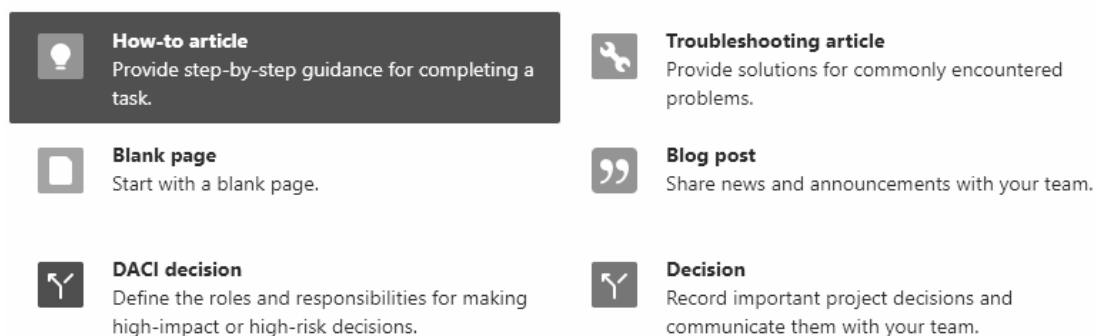 How-to article
Provide step-by-step guidance for completing a
task.
Troubleshooting article
Provide solutions for commonly encountered
problems.
Blank page
Start with a blank page.
Blog post
Share news and announcements with your team.
DACI decision
Define the roles and responsibilities for making
high-impact or high-risk decisions.
Decision
Record important project decisions and
communicate them with your team.